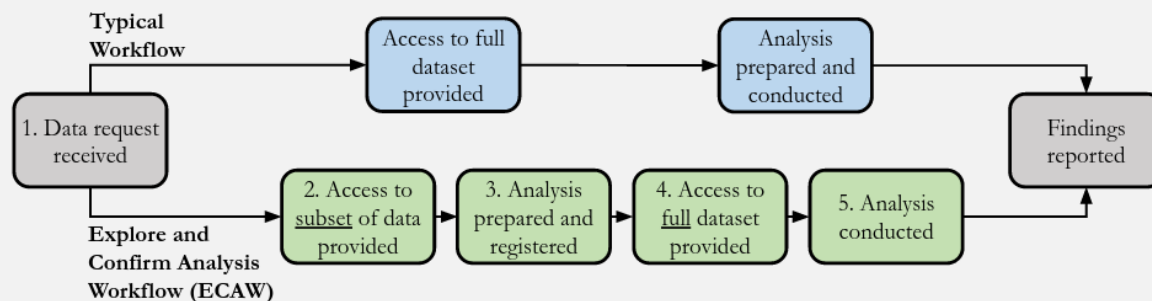 Typical
Workflow
Access to full
dataset
provided
Analysis
prepared and
conducted
1. Data request
received
Findings
reported
2. Access to
subset of data
provided
3. Analysis
prepared and
registered
4. Access to
full dataset
provided
5. Analysis
conducted
Explore and
Confirm Analysis
Workflow (ECAW)